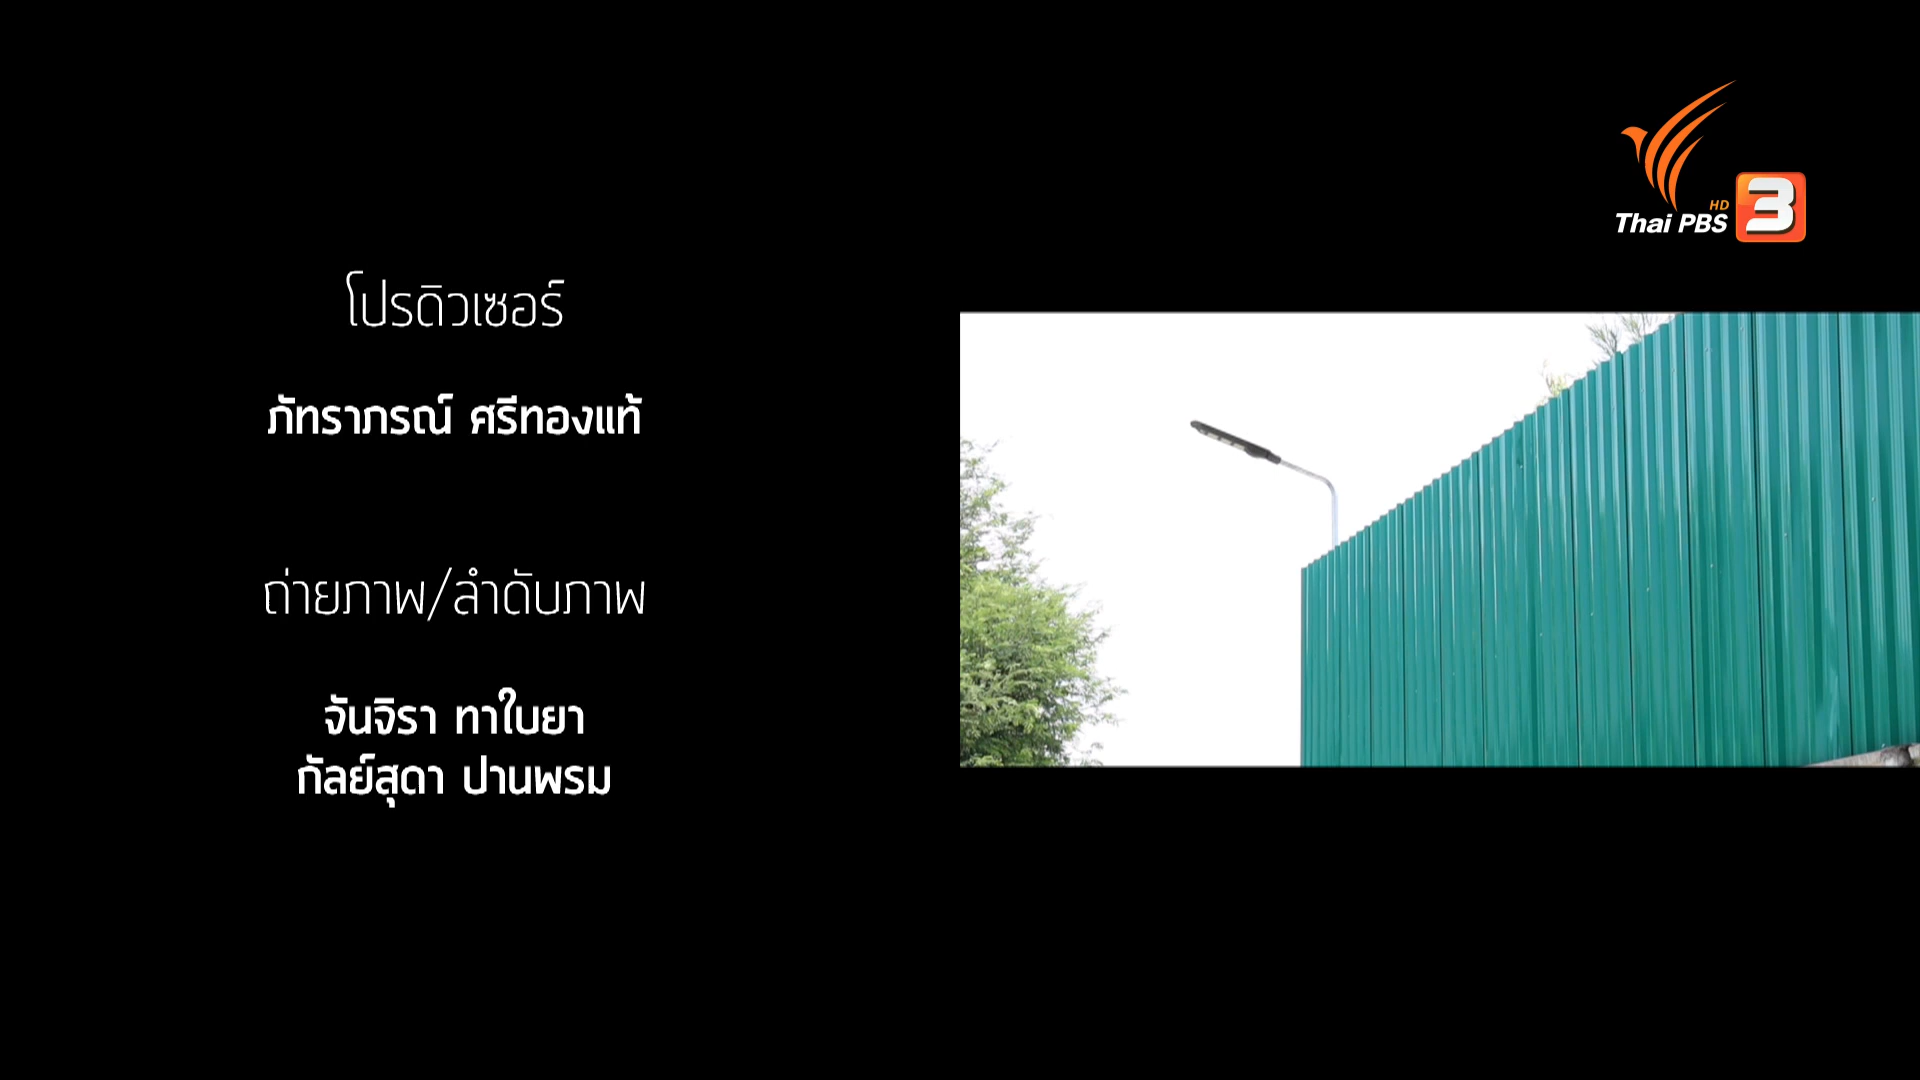 โปรดิวเซอร์
ภัทราภรณ์ ศรีทองแท้
ถ่ายภาพ/ลำดับภาพ
จันจิรา ทาใบยา
กัลย์สุดา ปานพรม
HD
Thai PBS 3